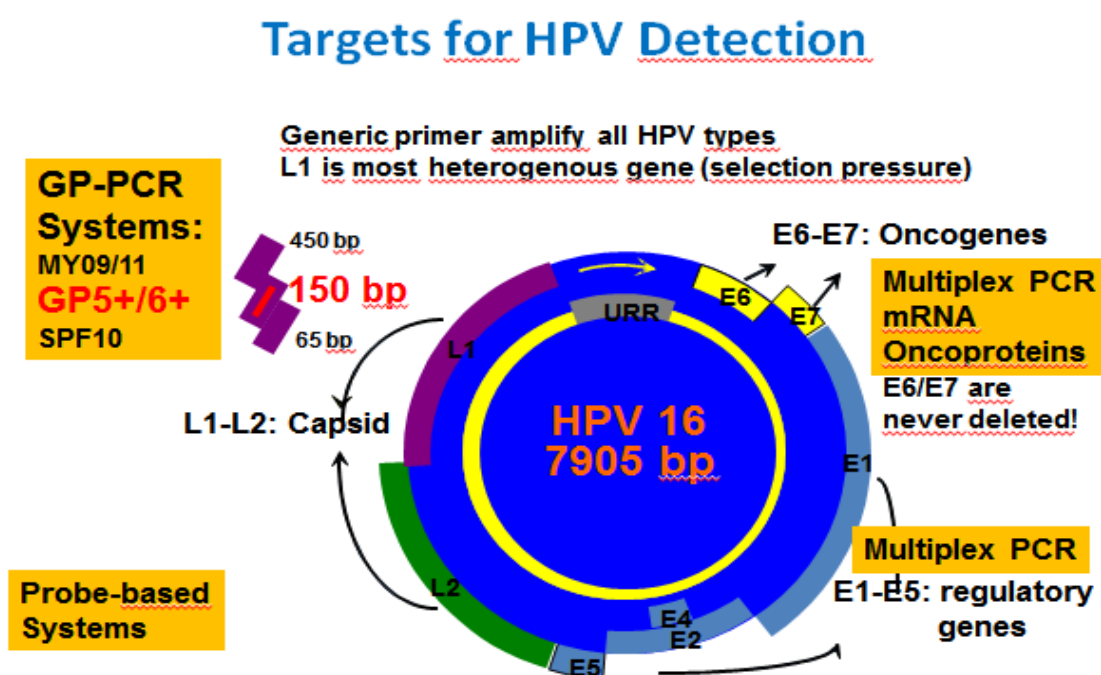 Targets for HPV Detection
Generic primer amplify all HPV types
L1 is most heterogenous gene (selection pressure)
GP-PCR
Systems:
MY09/11
GP5+/6+
SPF10
450 bp
150 bp
65 bp
E6-E7: Oncogenes
Multiplex PCR
mRNA
Oncoproteins
E6/E7 are
never deleted!
URR
E6
E7
L1
L1-L2: Capsid
HPV 16
7905 bp
E1
Multiplex PCR
E1-E5: regulatory
genes
L2
E4
E2
E5
Probe-based
Systems